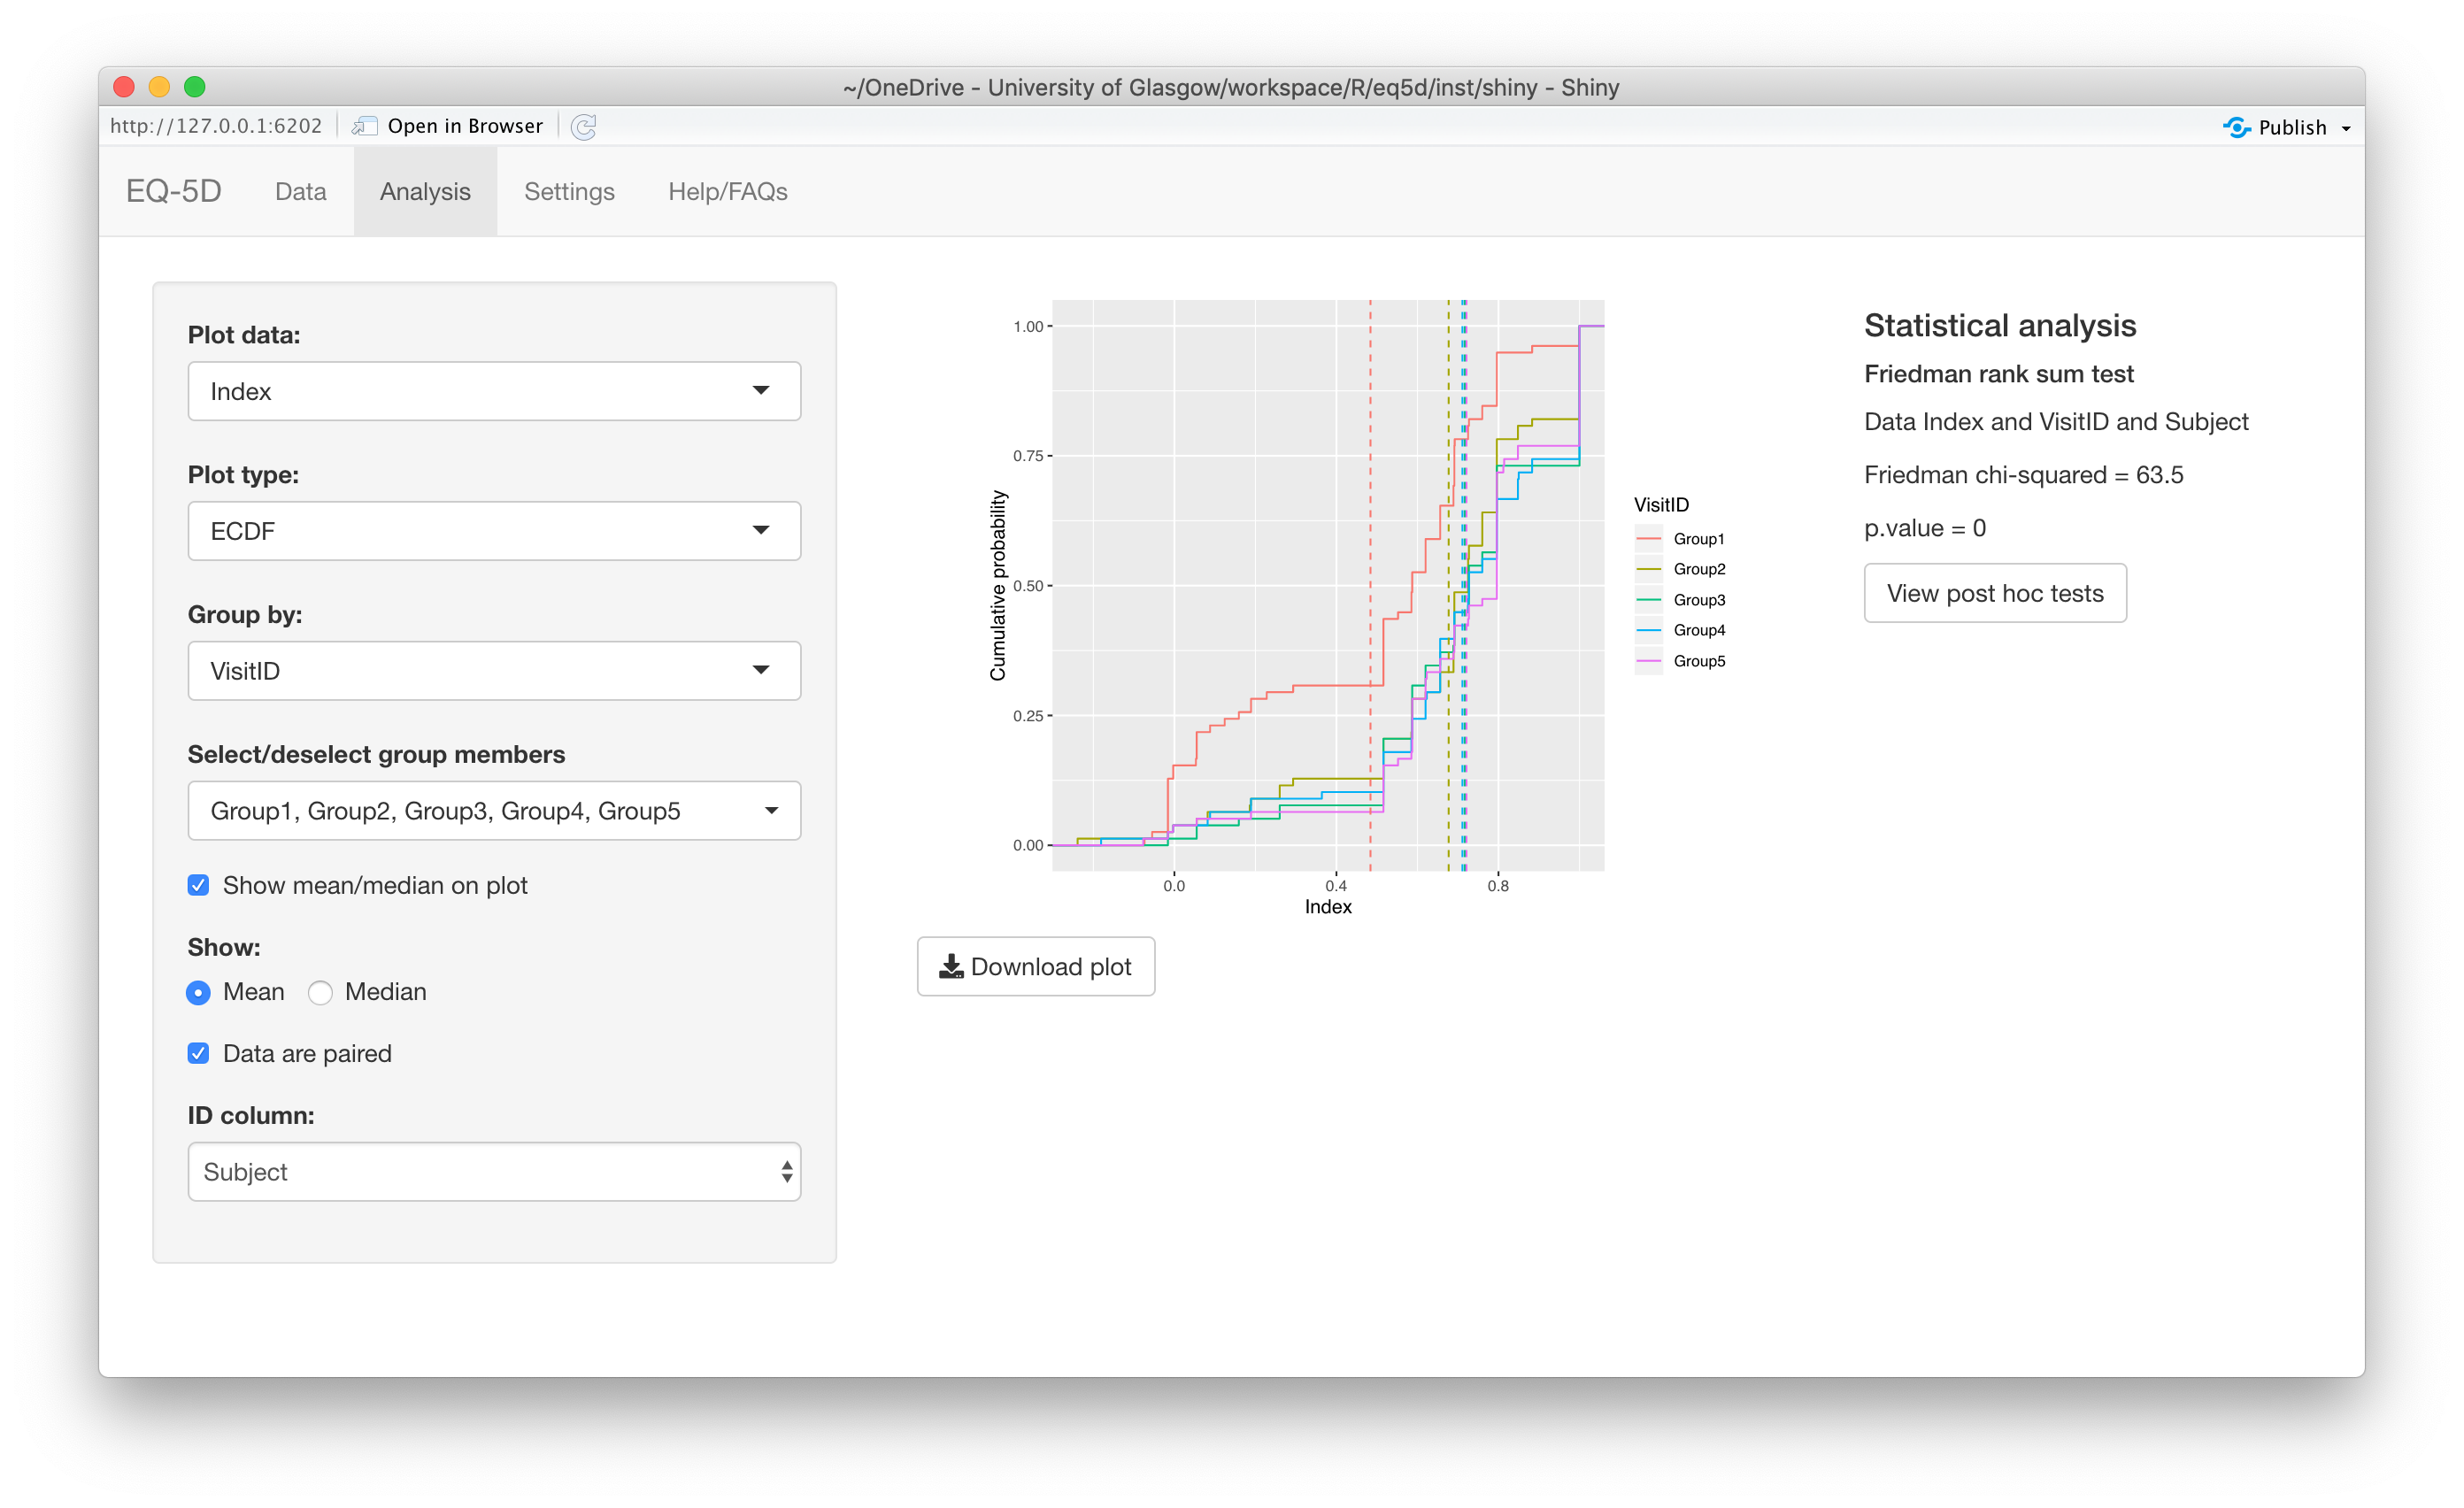 ~/OneDrive - University of Glasgow/workspace/R/eq5d/inst/shiny - Shiny
http://127.0.0.1:6202 Open in Browser Publish
EQ-5D Data Analysis Settings Help/FAQs
Plot data:
Index
Plot type:
ECDF
Group by:
VisitID
Select/deselect group members
Group1, Group2, Group3, Group4, Group5
Show mean/median on plot
Show:
Mean Median
Data are paired
ID column:
Subject
Cumulative probability
1.00
0.75
0.50
0.25
0.00
0.0 0.4 0.8
Index
VisitID
Group1
Group2
Group3
Group4
Group5
Download plot
Statistical analysis
Friedman rank sum test
Data Index and VisitID and Subject
Friedman chi-squared = 63.5
p.value = 0
View post hoc tests